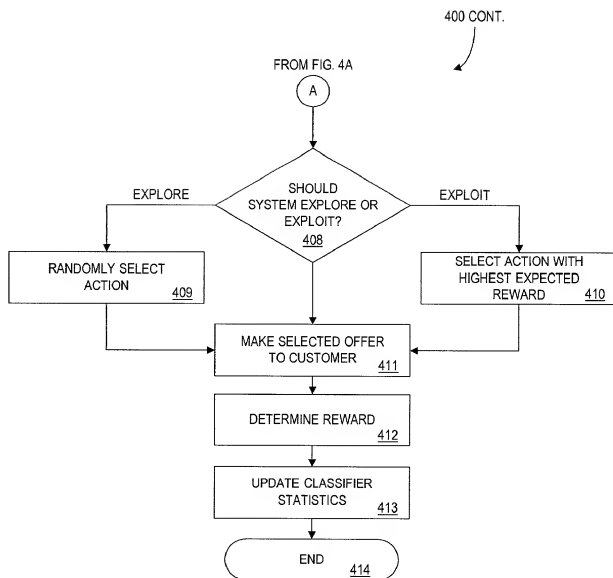 400 CONT.
FROM FIG. 4A
A
SHOULD
SYSTEM EXPLORE OR
EXPLOIT?
408
EXPLORE
EXPLOIT
RANDOMLY SELECT
ACTION
409
SELECT ACTION WITH
HIGHEST EXPECTED
REWARD
410
MAKE SELECTED OFFER
TO CUSTOMER
411
DETERMINE REWARD
412
UPDATE CLASSIFIER
STATISTICS
413
END
414